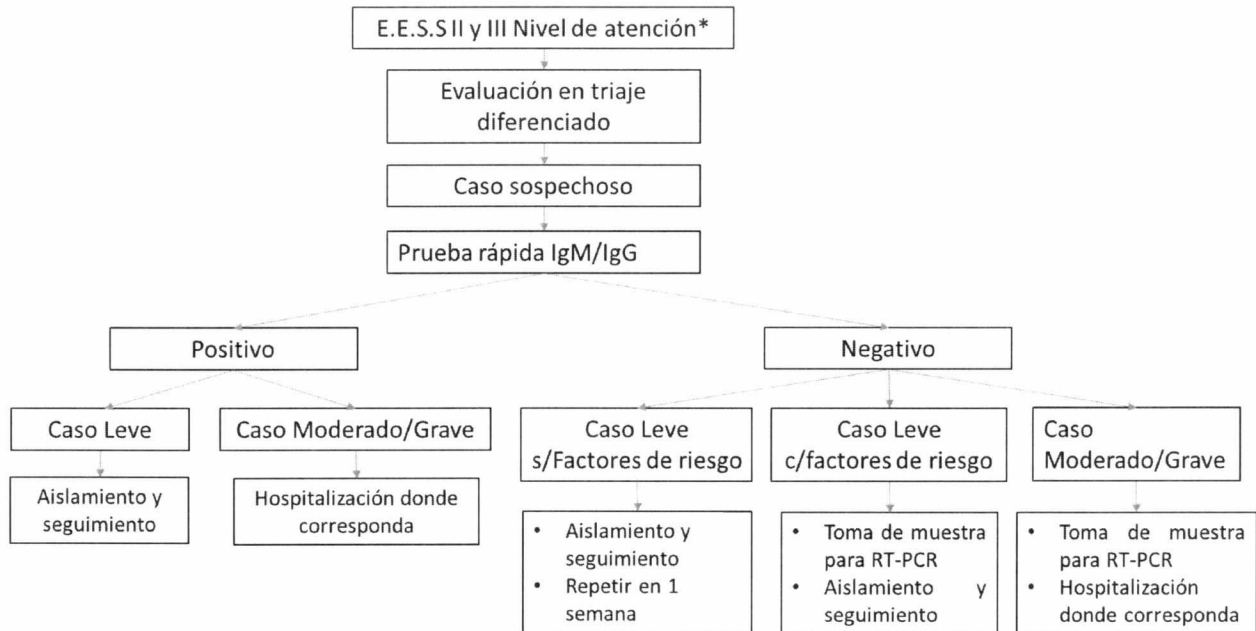 E.E.S.S II y III Nivel de atención*
Evaluación en triaje
diferenciado
Caso sospechoso
Prueba rápida IgM/IgG
Positivo
Negativo
Caso Leve
Caso Moderado/Grave
Caso Leve
s/Factores de riesgo
Caso Leve
c/factores de riesgo
Caso
Moderado/Grave
Aislamiento y
seguimiento
Hospitalización donde
corresponda
• Aislamiento y
seguimiento
• Repetir en 1
semana
• Toma de muestra
para RT-PCR
• Aislamiento y
seguimiento
• Toma de muestra
para RT-PCR
• Hospitalización
donde corresponda